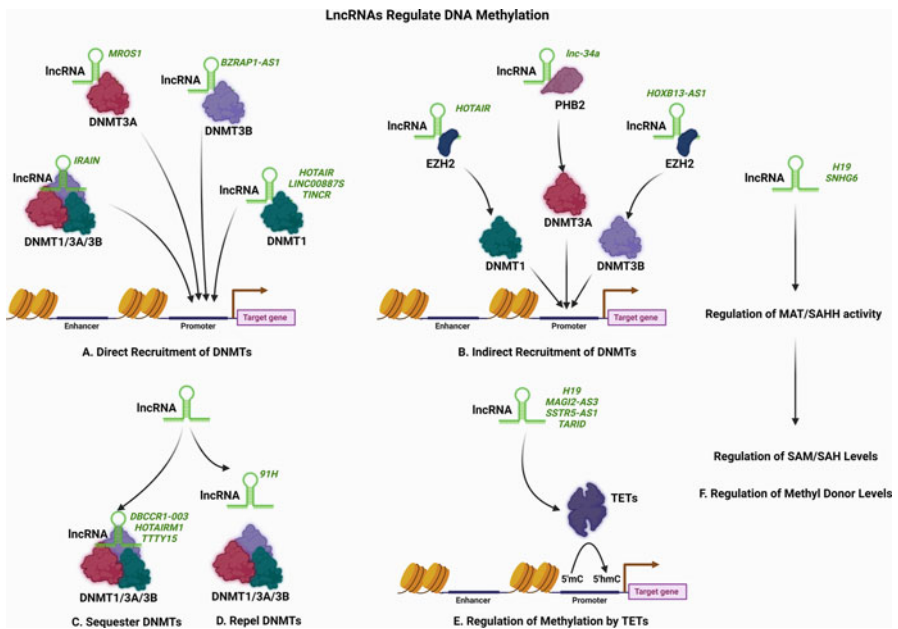 LncRNAs Regulate DNA Methylation
MROS1
lncRNA
DNMT3A
BZRAP1-AS1
lncRNA
DNMT3B
IRAIN
lncRNA
DNMT1/3A/3B
HOTAIR
LINC00887S
TINCR
lncRNA
DNMT1
Enhancer
Promoter
Target gene
A. Direct Recruitment of DNMTs
lnc-34a
lncRNA
PHB2
HOTAIR
lncRNA
EZH2
HOXB13-AS1
lncRNA
EZH2
DNMT1
DNMT3A
DNMT3B
Enhancer
Promoter
Target gene
B. Indirect Recruitment of DNMTs
H19
SNHG6
lncRNA
Regulation of MAT/SAHH activity
Regulation of SAM/SAH Levels
F. Regulation of Methyl Donor Levels
lncRNA
DBCCR1-003
HOTAIRM1
TTTY15
lncRNA
DNMT1/3A/3B
C. Sequester DNMTs
91H
lncRNA
DNMT1/3A/3B
D. Repel DNMTs
H19
MAGI2-AS3
SSTR5-AS1
TARID
lncRNA
TETs
5'mC
5'hmC
Enhancer
Promoter
Target gene
E. Regulation of Methylation by TETs